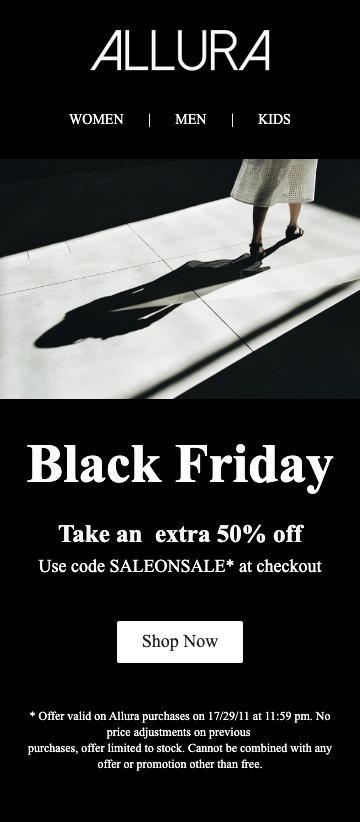 ALLURA
WOMEN | MEN | KIDS
Black Friday
Take an  extra 50% off
Use code SALEONSALE* at checkout
Shop Now
* Offer valid on Allura purchases on 17/29/11 at 11:59 pm. No
price adjustments on previous
purchases, offer limited to stock. Cannot be combined with any
offer or promotion other than free.